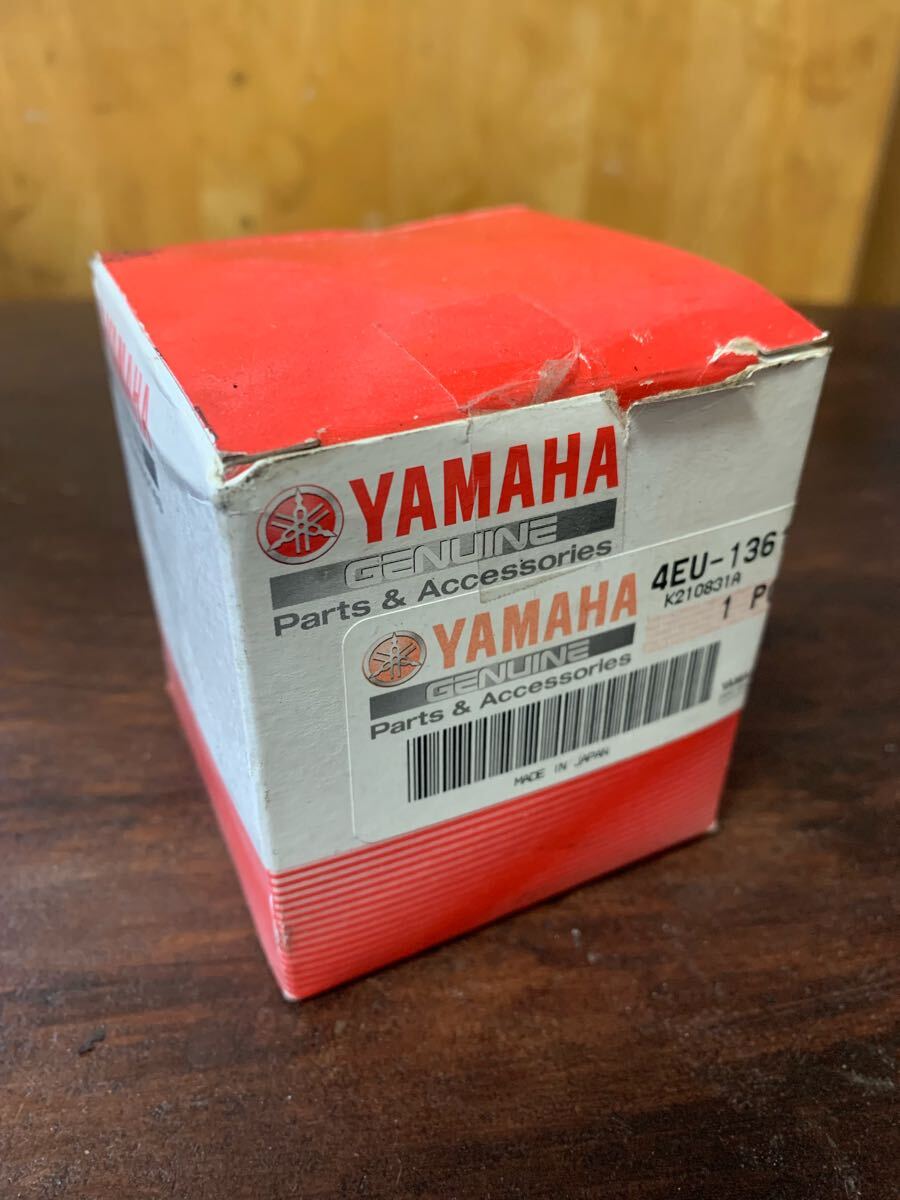 YAMAHA
YAMAHA
GENUINE
Parts & Accessories
4EU-136
K210831A
YAMAHA
GENUINE
Parts & Accessories
MADE IN JAPAN
1